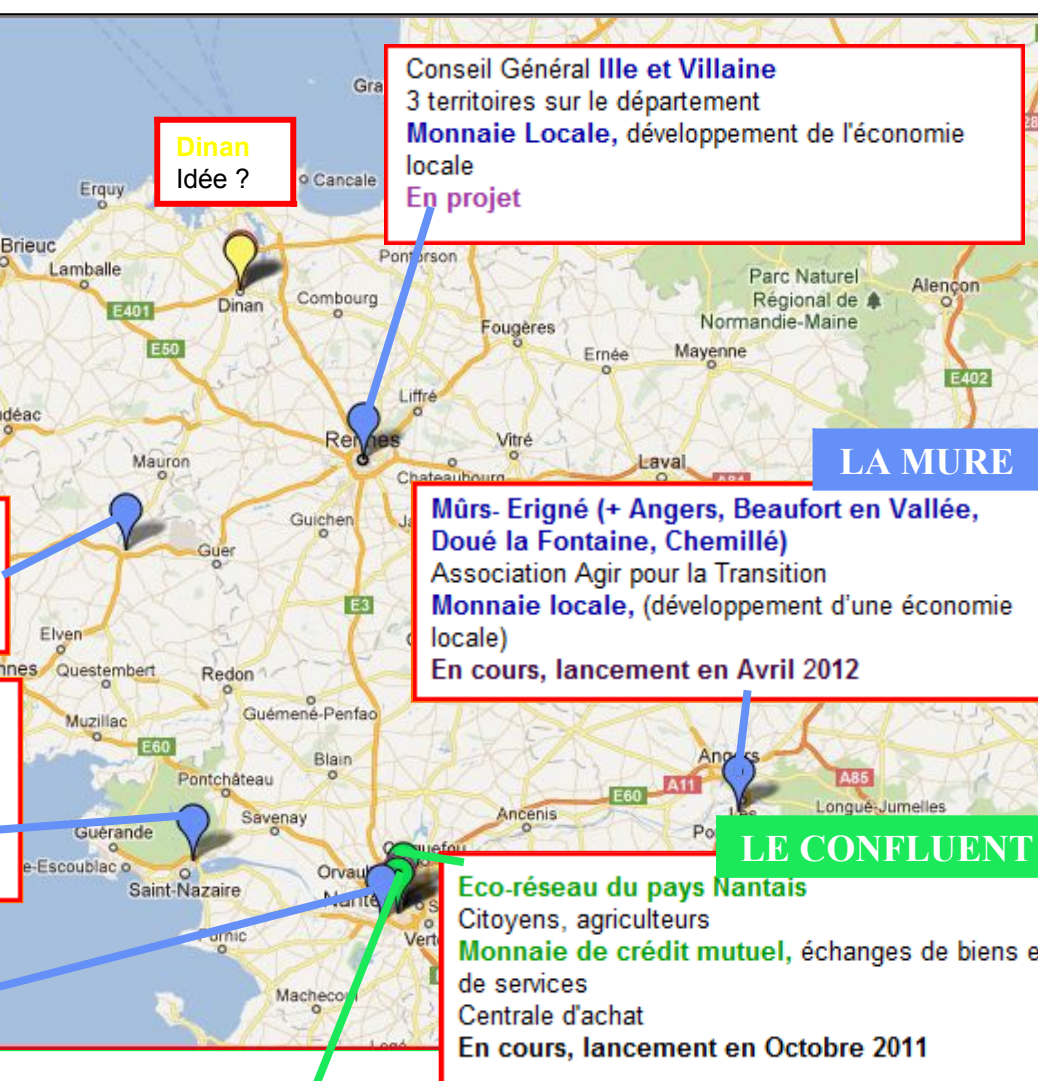 Conseil Général Ille et Villaine
3 territoires sur le département
Monnaie Locale, développement de l'économie
locale
En projet
Dinan
Idée ?
Cancale
Erquy
Brieuc
Lamballe
Pontorson
E401
Dinan
Combourg
Parc Naturel
Régional de
Normandie-Maine
Alençon
Fougères
E50
Ernée
Mayenne
E402
Liffré
Rennes
Vitré
Mauron
Chateaubourg
Laval
LA MURE
Guichen
Guer
Mûrs- Erigné (+ Angers, Beaufort en Vallée,
Doué la Fontaine, Chemillé)
Association Agir pour la Transition
Monnaie locale, (développement d'une économie
locale)
En cours, lancement en Avril 2012
E3
Elven
Questembert
Redon
Muzillac
Guémené-Penfao
E60
Blain
Pontchâteau
Angers
A11
A85
E60
Savenay
Ancenis
Longué-Jumelles
Guérande
e-Escoublac
Saint-Nazaire
LE CONFLUENT
Eco-réseau du pays Nantais
Citoyens, agriculteurs
Monnaie de crédit mutuel, échanges de biens e
de services
Centrale d'achat
En cours, lancement en Octobre 2011
Pornic
Machecoul